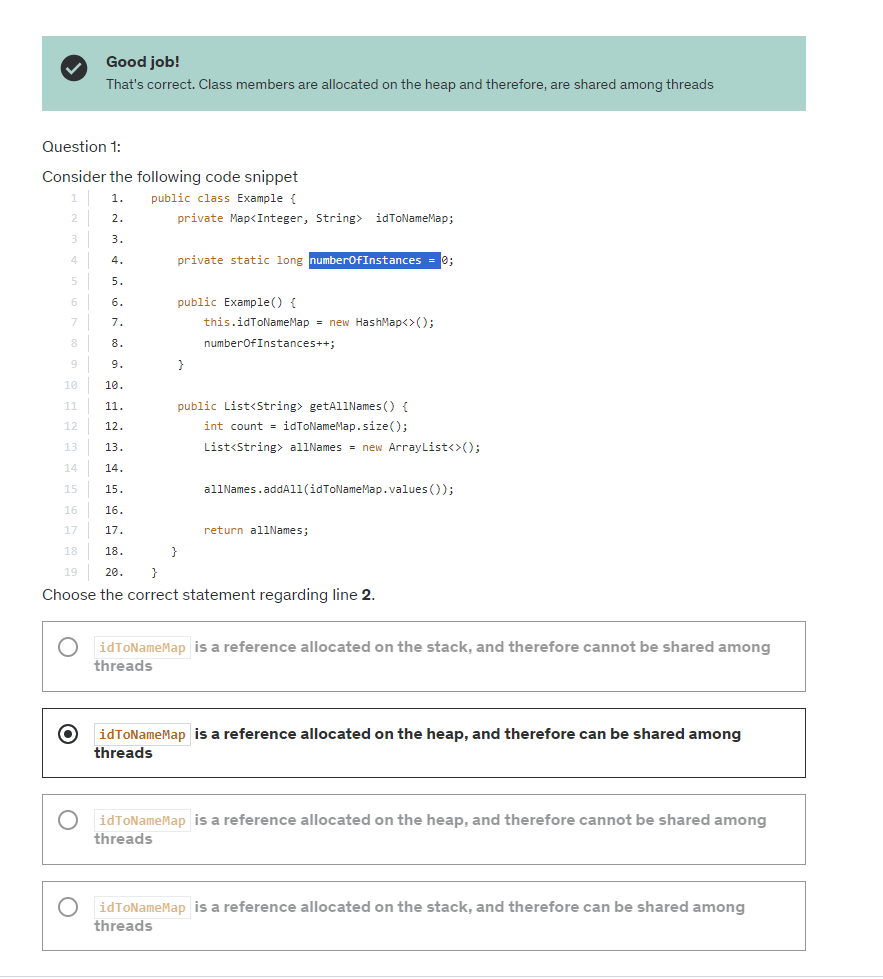 Good job!
That's correct. Class members are allocated on the heap and therefore, are shared among threads
Question 1:
Consider the following code snippet
1 1. public class Example {
2 2. private Map<Integer, String>  idToNameMap;
3 3.
4 4. private static long numberOfInstances = 0;
5 5.
6 6. public Example() {
7 7. this.idToNameMap = new HashMap<>();
8 8. numberOfInstances++;
9 9. }
10 10.
11 11. public List<String> getAllNames() {
12 12. int count = idToNameMap.size();
13 13. List<String> allNames = new ArrayList<>();
14 14.
15 15. allNames.addAll(idToNameMap.values());
16 16.
17 17. return allNames;
18 18. }
19 20. }
Choose the correct statement regarding line 2.
idToNameMap is a reference allocated on the stack, and therefore cannot be shared among
threads
idToNameMap is a reference allocated on the heap, and therefore can be shared among
threads
idToNameMap is a reference allocated on the heap, and therefore cannot be shared among
threads
idToNameMap is a reference allocated on the stack, and therefore can be shared among
threads